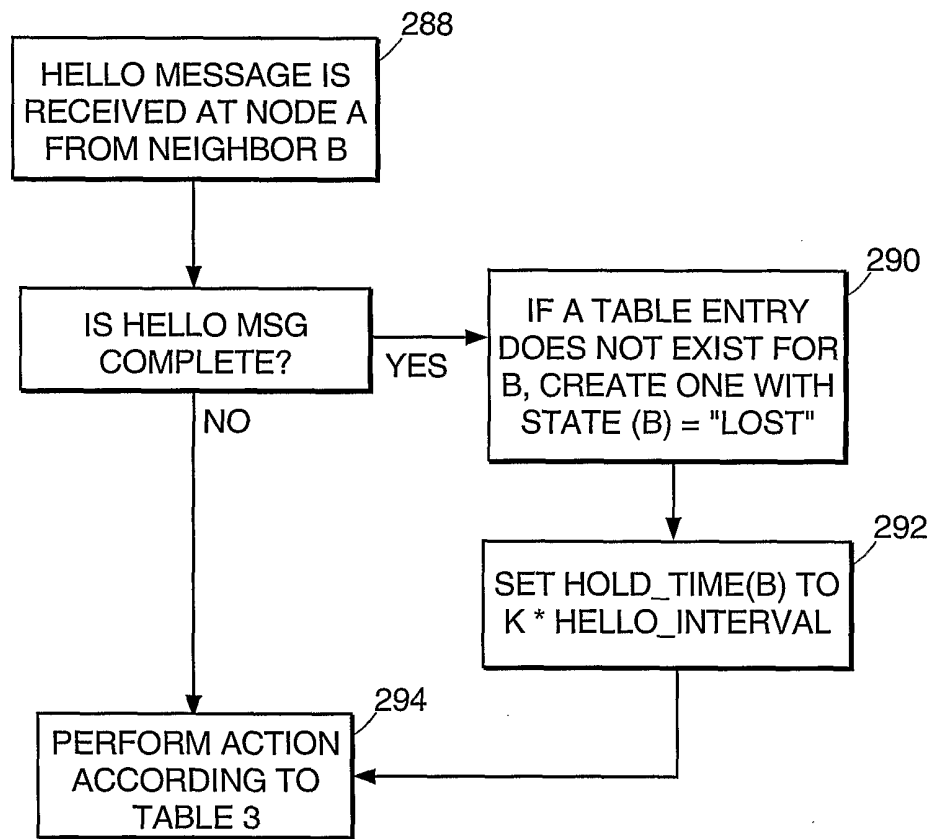 288
HELLO MESSAGE IS
RECEIVED AT NODE A
FROM NEIGHBOR B
IS HELLO MSG
COMPLETE?
YES
NO
290
IF A TABLE ENTRY
DOES NOT EXIST FOR
B, CREATE ONE WITH
STATE (B) = "LOST"
292
SET HOLD_TIME(B) TO
K * HELLO_INTERVAL
294
PERFORM ACTION
ACCORDING TO
TABLE 3